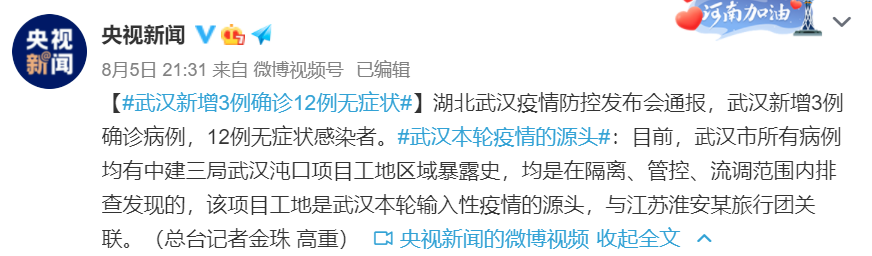 央视
新闻
央视新闻
河南加油
8月5日 21:31 来自 微博视频号 已编辑
【#武汉新增3例确诊12例无症状#】湖北武汉疫情防控发布会通报，武汉新增3例
确诊病例，12例无症状感染者。#武汉本轮疫情的源头#：目前，武汉市所有病例
均有中建三局武汉沌口项目工地区域暴露史，均是在隔离、管控、流调范围内排
查发现的，该项目工地是武汉本轮输入性疫情的源头，与江苏淮安某旅行团关
联。（总台记者金珠 高重） 央视新闻的微博视频 收起全文